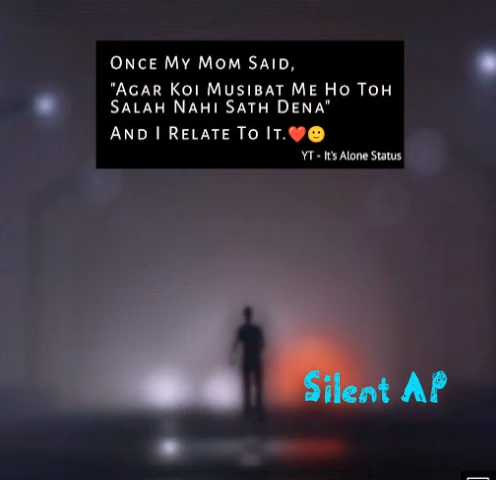 Once My Mom Said,
"Agar Koi Musibat Me Ho Toh
Salah Nahi Sath Dena"
And I Relate To It.❤️🙂
YT - It's Alone Status
Silent AP